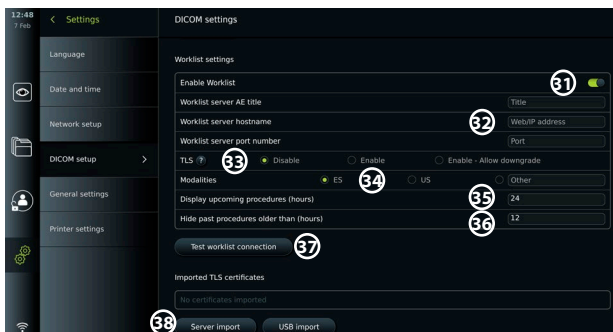 12:48
7 Feb
< Settings
DICOM settings
Language
Date and time
Network setup
DICOM setup >
General settings
Printer settings
Worklist settings
Enable Worklist 31
Worklist server AE title Title
Worklist server hostname 32 Web/IP address
Worklist server port number Port
TLS ? 33 Disable Enable Enable - Allow downgrade
Modalities ES 34 US Other
Display upcoming procedures (hours) 35 24
Hide past procedures older than (hours) 36 12
Test worklist connection 37
Imported TLS certificates
No certificates imported
38 Server import USB import